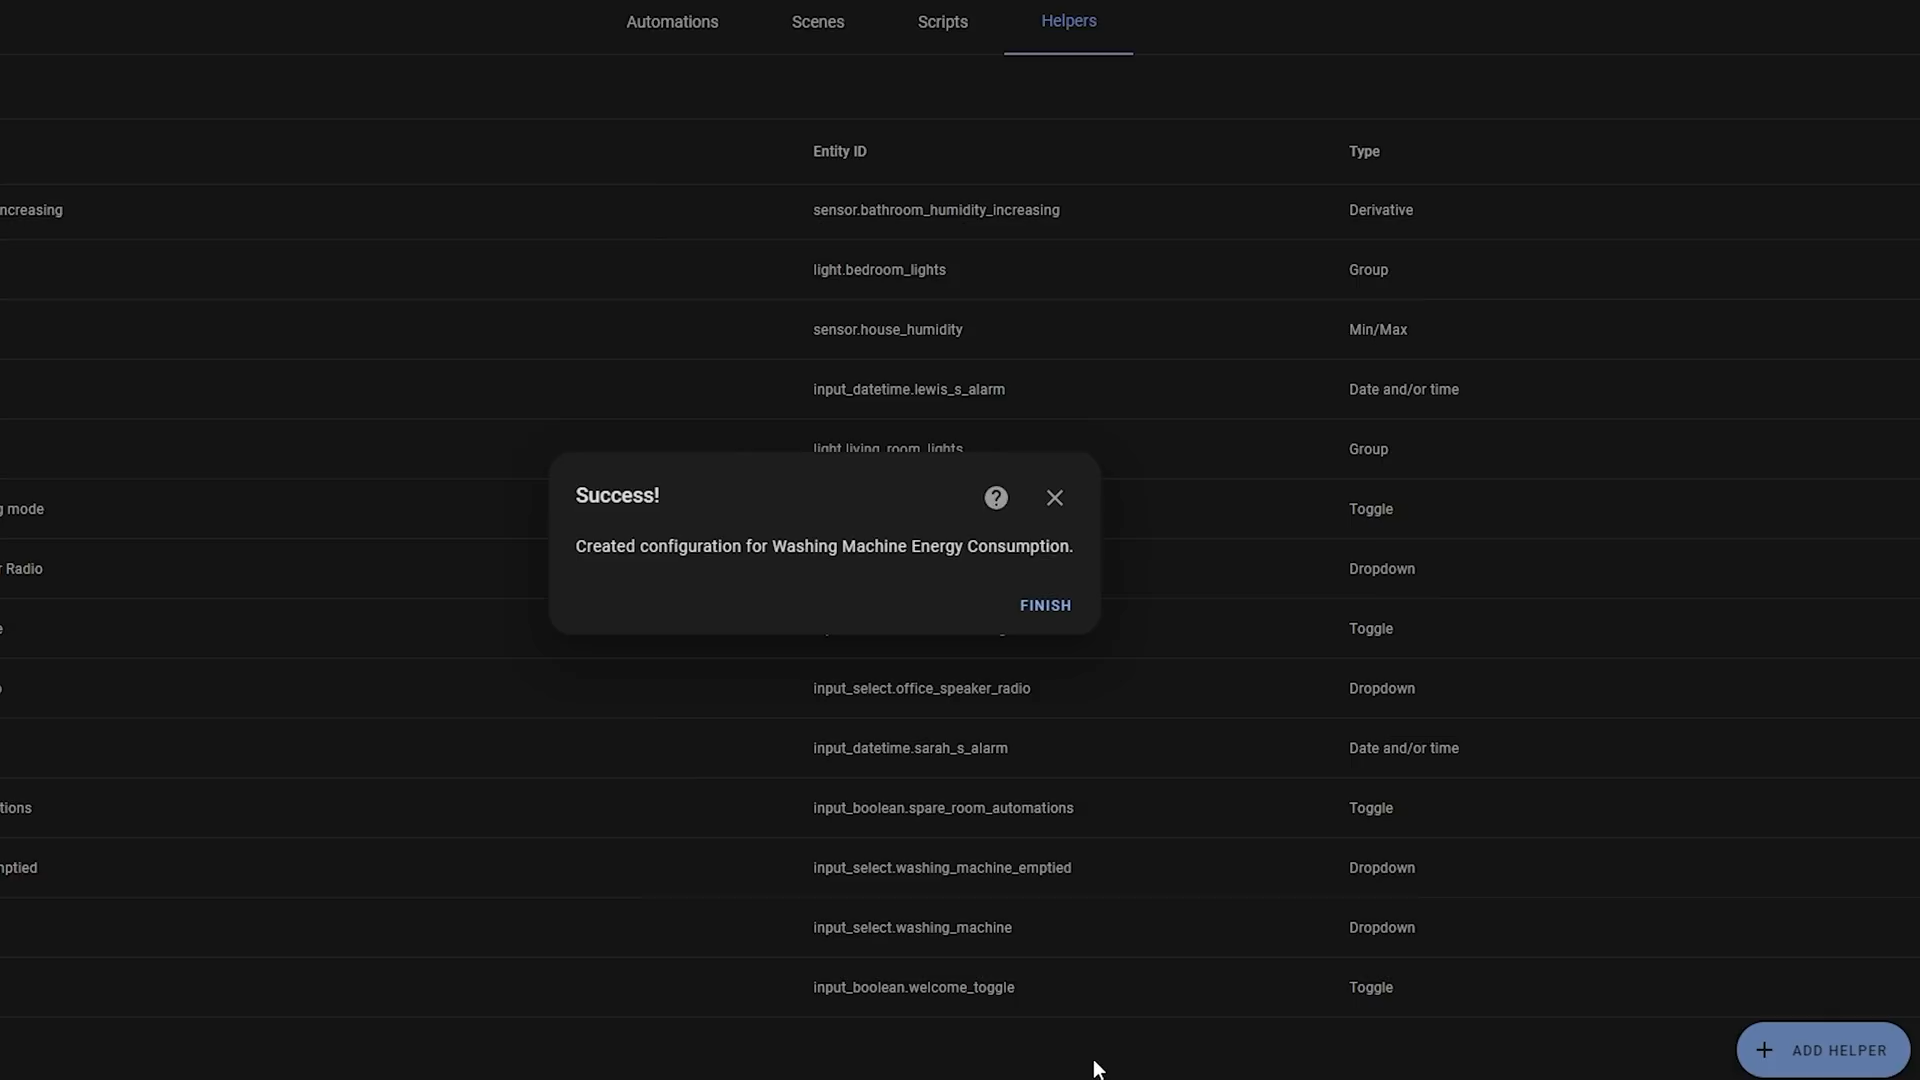 Automations Scenes Scripts Helpers
Entity ID Type
ncreasing sensor.bathroom_humidity_increasing Derivative
light.bedroom_lights Group
sensor.house_humidity Min/Max
input_datetime.lewis_s_alarm Date and/or time
light.living_room_lights Group
Success!
g mode Toggle
Created configuration for Washing Machine Energy Consumption.
r Radio Dropdown
FINISH
e Toggle
o input_select.office_speaker_radio Dropdown
input_datetime.sarah_s_alarm Date and/or time
tions input_boolean.spare_room_automations Toggle
mptied input_select.washing_machine_emptied Dropdown
input_select.washing_machine Dropdown
input_boolean.welcome_toggle Toggle
ADD HELPER